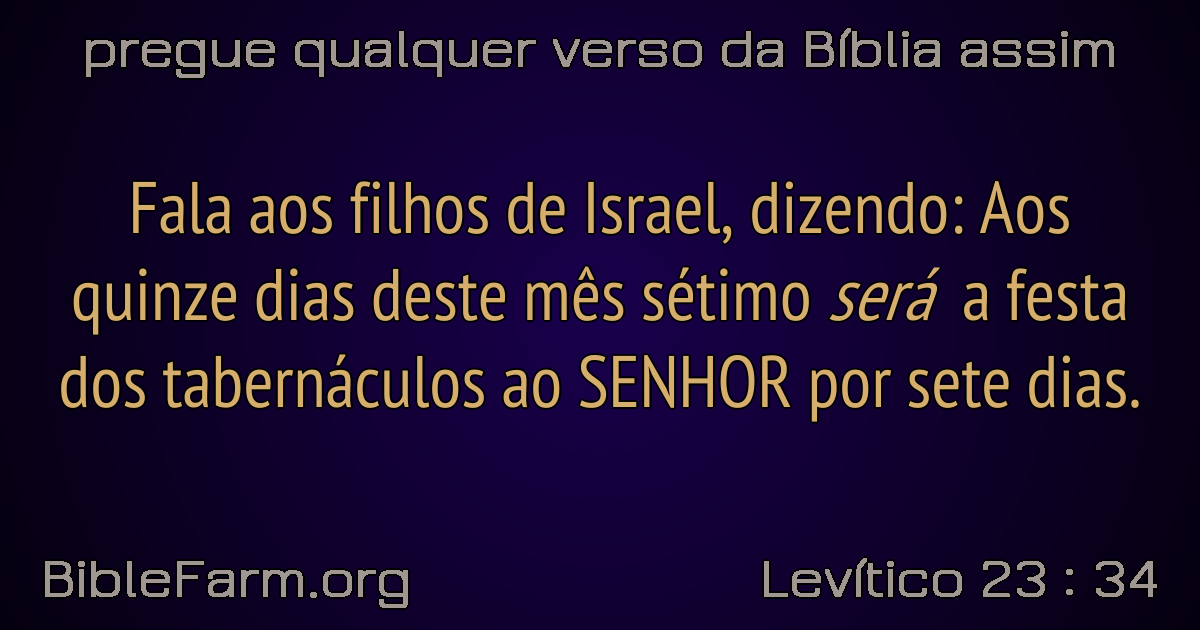 pregue qualquer verso da Bíblia assim
Fala aos filhos de Israel, dizendo: Aos
quinze dias deste mês sétimo será a festa
dos tabernáculos ao SENHOR por sete dias.
BibleFarm.org
Levítico 23 : 34